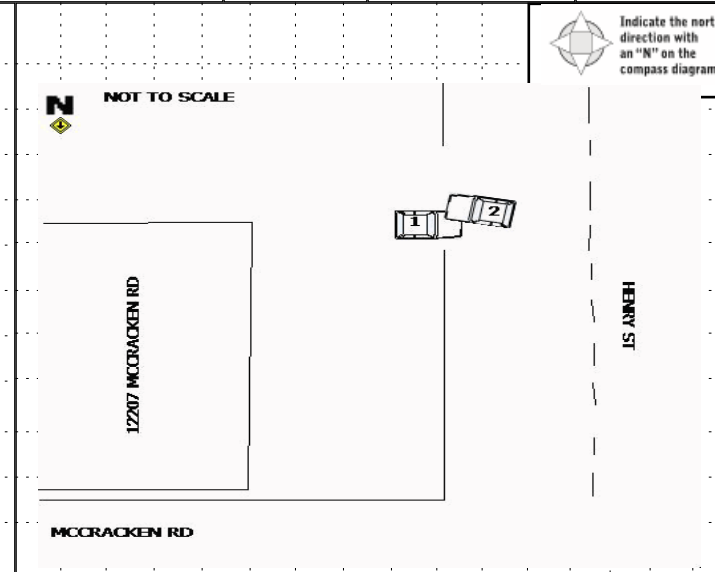 Indicate the nort
direction with
an "N" on the
compass diagram
N
NOT TO SCALE
1
2
12207 MCCRACKEN RD
HENRY ST
MCCRACKEN RD